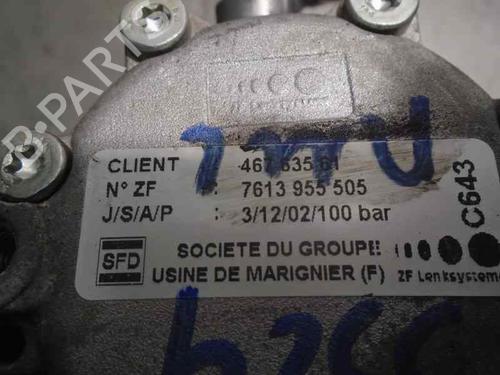 CLIENT : 467 635 61
N° ZF : 7613 955 505
J/S/A/P : 3/12/02/100 bar
C643
SFD
SOCIETE DU GROUPE
USINE DE MARIGNIER (F)
ZF Lenksysteme
B-PARTS